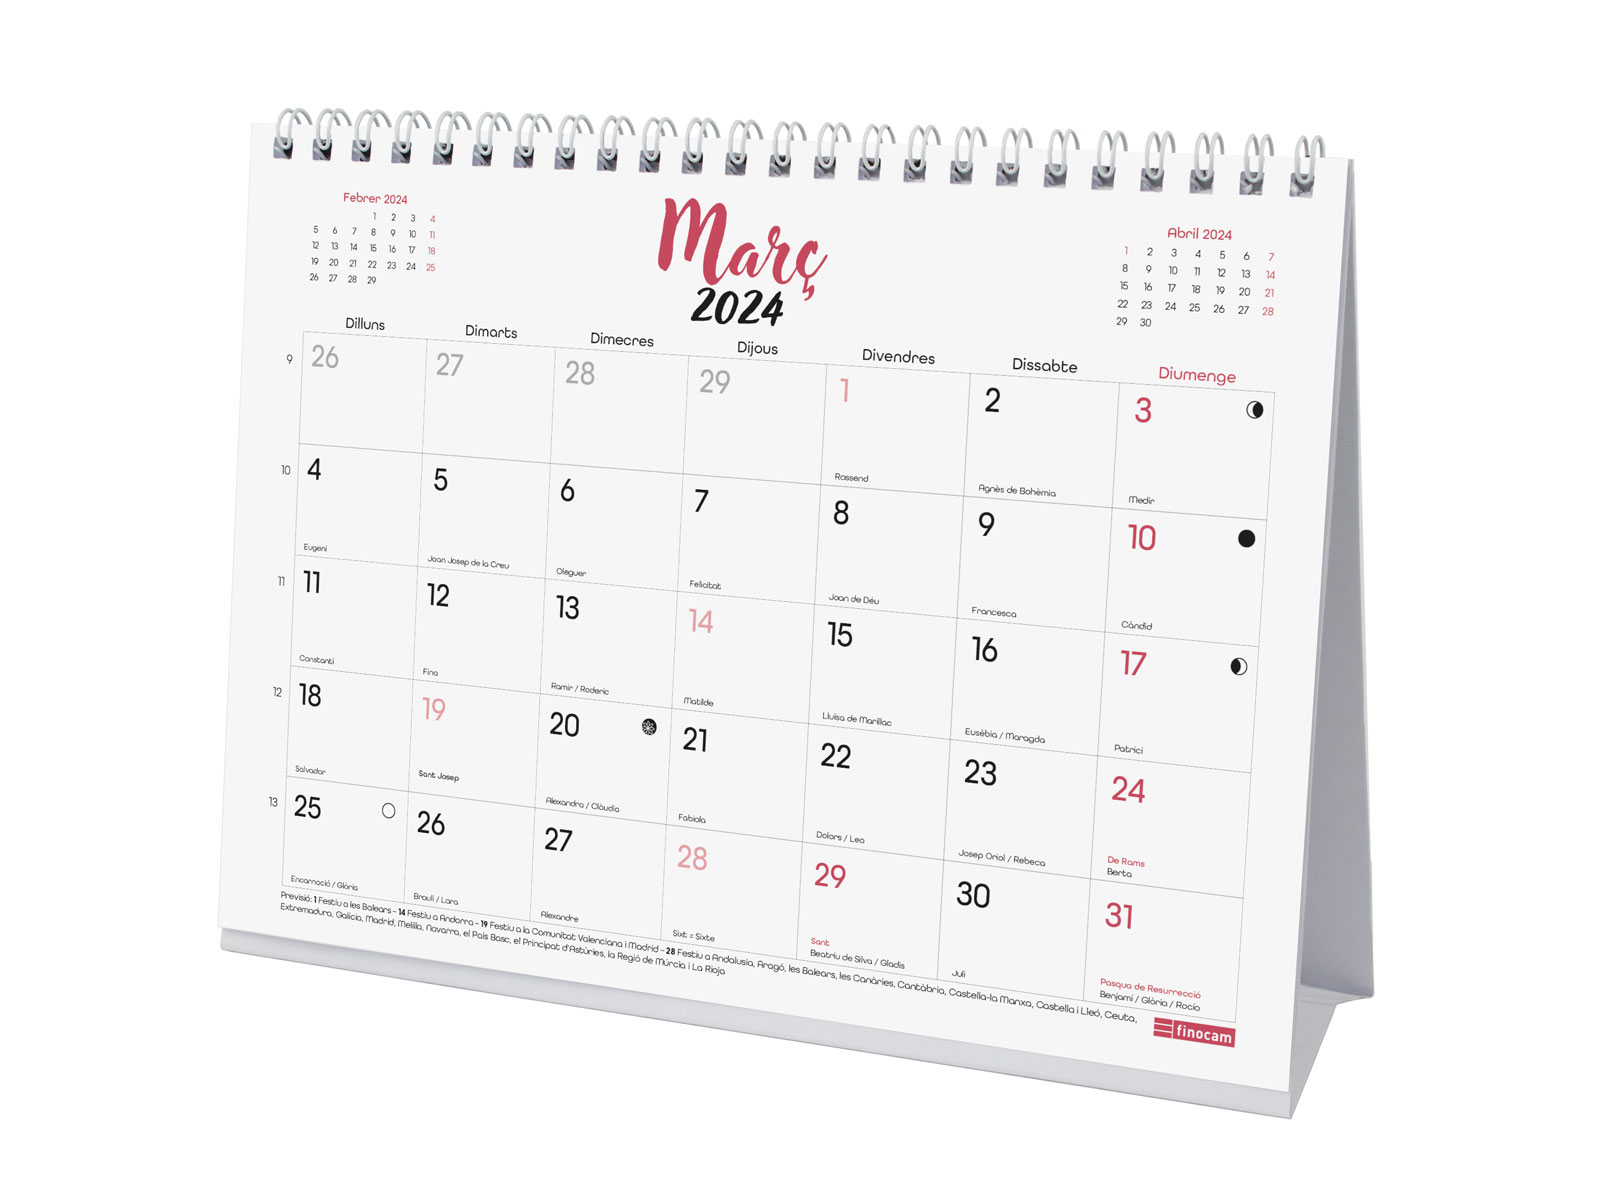 Febrer 2024
1 2 3 4
5 6 7 8 9 10 11
12 13 14 15 16 17 18
19 20 21 22 23 24 25
26 27 28 29
Març
2024
Abril 2024
1 2 3 4 5 6 7
8 9 10 11 12 13 14
15 16 17 18 19 20 21
22 23 24 25 26 27 28
29 30
Dilluns Dimarts Dimecres Dijous Divendres Dissabte Diumenge
9 26 27 28 29 1 2 3
Rossend Agnès de Bohèmia Medir
10 4 5 6 7 8 9 10
Eugeni Joan Josep de la Creu Oleguer Felicitat Joan de Déu Francesca Càndid
11 11 12 13 14 15 16 17
Constantí Fina Ramir / Roderic Matilde Lluïsa de Marillac Eusèbia / Maragda Patrici
12 18 19 20 21 22 23 24
De Rams
Salvador Sant Josep Alexandra / Clàudia Fabiola Dolors / Lea Josep Oriol / Rebeca Berta
13 25 26 27 28 29 30 31
Sant Pasqua de Resurrecció
Encarnació / Glòria Brauli / Lara Alexandre Sixt = Sixte Beatriu de Silva / Gladis Juli Benjamí / Glòria / Rocío
Previsió: 1 Festiu a les Balears - 14 Festiu a Andorra - 19 Festiu a la Comunitat Valenciana i Madrid - 28 Festiu a Andalusia, Aragó, les Balears, les Canàries, Cantàbria, Castella-la Manxa, Castella i Lleó, Ceuta,
Extremadura, Galícia, Madrid, Melilla, Navarra, el País Basc, el Principat d'Astúries, la Regió de Múrcia i La Rioja
finocam